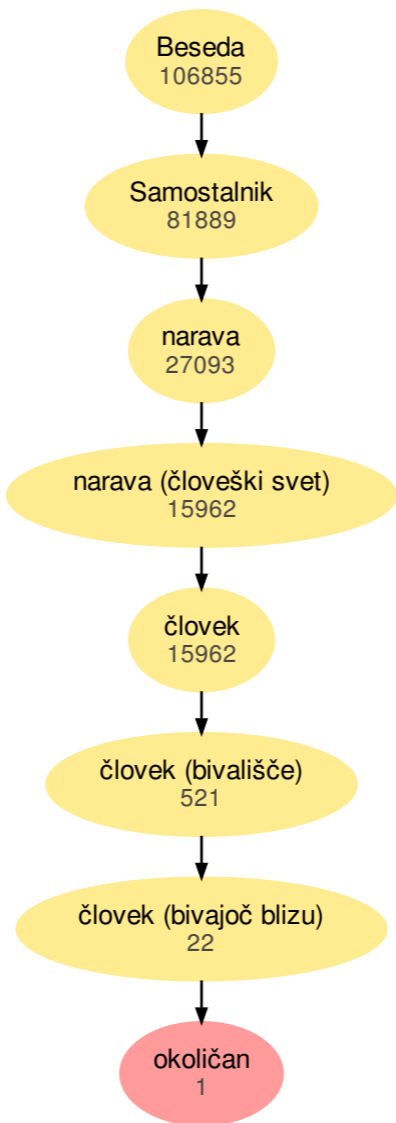 Beseda
106855
Samostalnik
81889
narava
27093
narava (človeški svet)
15962
človek
15962
človek (bivališče)
521
človek (bivajoč blizu)
22
količan
1